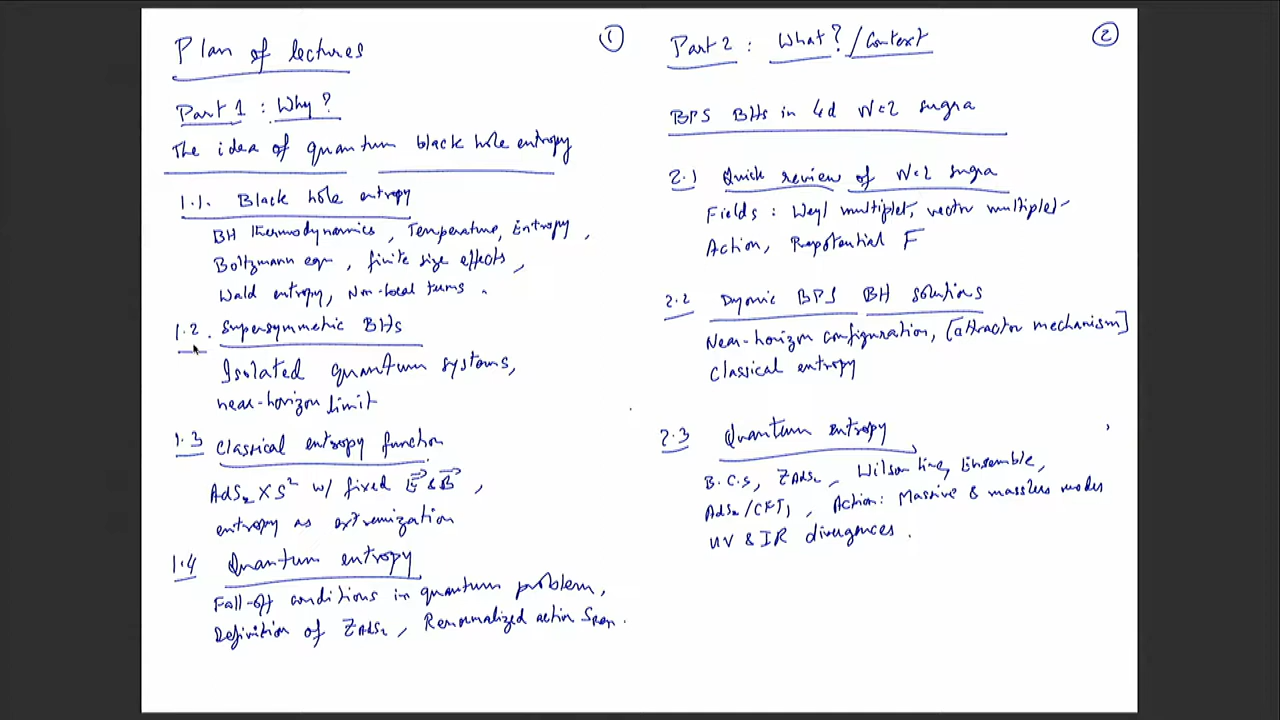 Plan of lectures
①
Part 1 : Why?
The idea of quantum black hole entropy
1.1. Black hole entropy
BH thermodynamics, Temperature, Entropy,
Boltzmann eqn, finite size effects,
Wald entropy, Non-local terms.
1.2. Supersymmetric BHs
Isolated quantum systems,
near-horizon limit
1.3 Classical entropy function
AdS₂ X S² w/ fixed E⃗ & B⃗,
entropy as extremization
1.4 Quantum entropy
Fall-off conditions in quantum problem,
Definition of Z_AdS₂, Renormalized action S_ren.
Part 2 : What? / Context
②
BPS BHs in 4d N=2 sugra
2.1 Quick review of N=2 sugra
Fields : Weyl multiplet, vector multiplet
Action, Prepotential F
2.2 Dyonic BPS BH solutions
Near-horizon configuration, [attractor mechanism]
Classical entropy
2.3 Quantum entropy
B.C.s, Z_AdS₂, Wilson line, Ensemble,
AdS₂/CFT₁, Action: Massive & massless modes
UV & IR divergences.